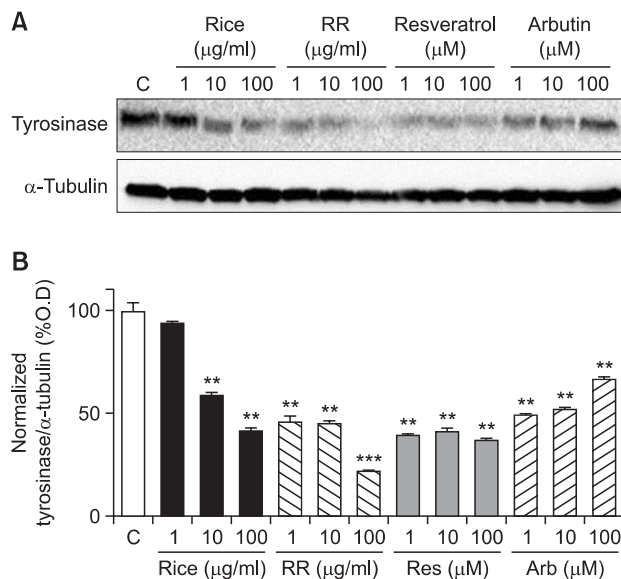 A
Rice RR Resveratrol Arbutin
(μg/ml) (μg/ml) (μM) (μM)
C 1 10 100 1 10 100 1 10 100 1 10 100
Tyrosinase
α-Tubulin
B
Normalized
tyrosinase/α-tubulin (%O.D)
100
50
0
** ** ** ** *** ** ** ** ** ** **
C 1 10 100 1 10 100 1 10 100 1 10 100
Rice (μg/ml) RR (μg/ml) Res (μM) Arb (μM)